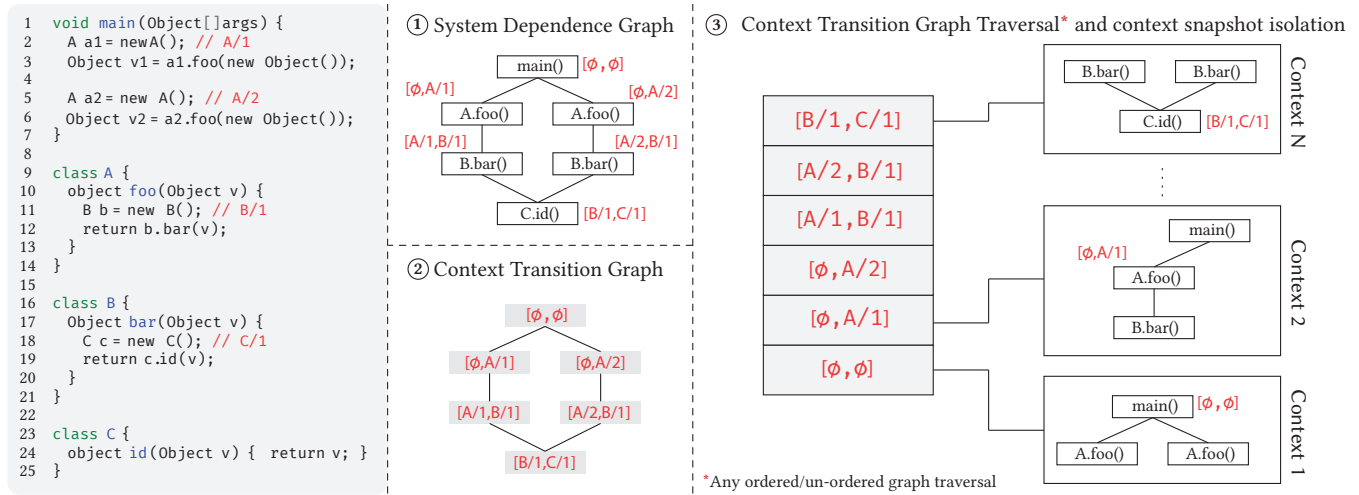 1 void main(Object[]args) {
2 A a1 = newA(); // A/1
3 Object v1 = a1.foo(new Object());
4
5 A a2 = new A(); // A/2
6 Object v2 = a2.foo(new Object());
7 }
8
9 class A {
10 object foo(Object v) {
11 B b = new B(); // B/1
12 return b.bar(v);
13 }
14 }
15
16 class B {
17 Object bar(Object v) {
18 C c = new C(); // C/1
19 return c.id(v);
20 }
21 }
22
23 class C {
24 object id(Object v) { return v; }
25 }
① System Dependence Graph
main() [ϕ,ϕ]
[ϕ,A/1] [ϕ,A/2]
A.foo() A.foo()
[A/1,B/1] [A/2,B/1]
B.bar() B.bar()
C.id() [B/1,C/1]
② Context Transition Graph
[ϕ,ϕ]
[ϕ,A/1] [ϕ,A/2]
[A/1,B/1] [A/2,B/1]
[B/1,C/1]
③ Context Transition Graph Traversal* and context snapshot isolation
[B/1,C/1]
[A/2,B/1]
[A/1,B/1]
[ϕ,A/2]
[ϕ,A/1]
[ϕ,ϕ]
B.bar() B.bar()
C.id() [B/1,C/1]
Context N
main()
[ϕ,A/1]
A.foo()
B.bar()
Context 2
main() [ϕ,ϕ]
A.foo() A.foo()
Context 1
*Any ordered/un-ordered graph traversal